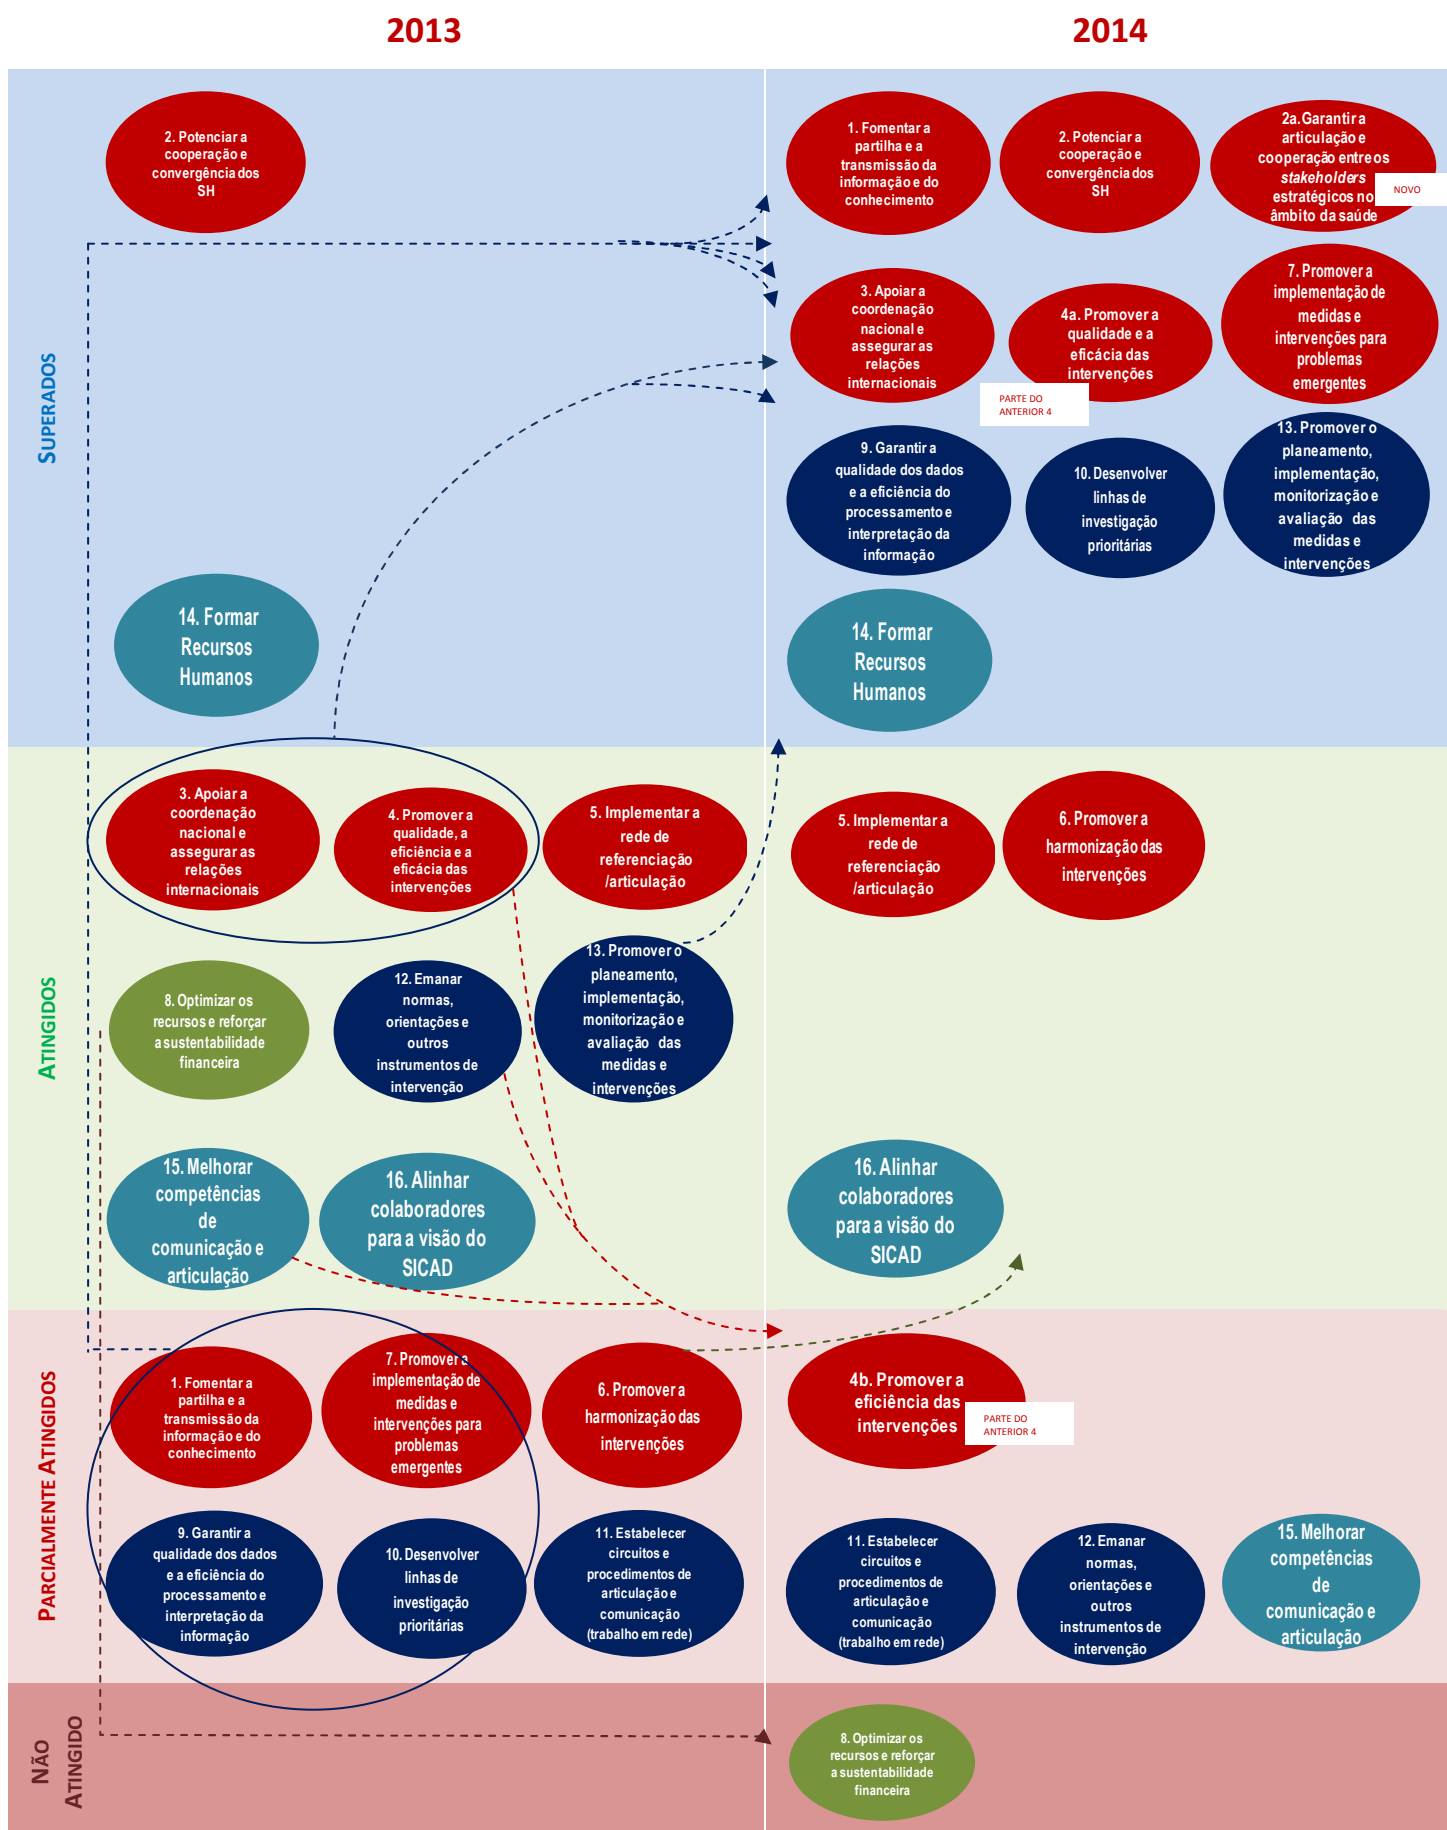 2013
2014
SUPERADOS
2. Potenciar a
cooperação e
convergência dos
SH
14. Formar
Recursos
Humanos
1. Fomentar a
partilha e a
transmissão da
informação e do
conhecimento
2. Potenciar a
cooperação e
convergência dos
SH
2a.Garantir a
articulação e
cooperação entre os
stakeholders
estratégicos no
âmbito da saúde
NOVO
3. Apoiar a
coordenação
nacional e
assegurar as
relações
internacionais
4a. Promover a
qualidade e a
eficácia das
intervenções
PARTE DO
ANTERIOR 4
7. Promover a
implementação de
medidas e
intervenções para
problemas
emergentes
9. Garantir a
qualidade dos dados
e a eficiência do
processamento e
interpretação da
informação
10. Desenvolver
linhas de
investigação
prioritárias
13. Promover o
planeamento,
implementação,
monitorização e
avaliação das
medidas e
intervenções
14. Formar
Recursos
Humanos
ATINGIDOS
3. Apoiar a
coordenação
nacional e
assegurar as
relações
internacionais
4. Promover a
qualidade, a
eficiência e a
eficácia das
intervenções
5. Implementar a
rede de
referenciação
/articulação
8. Optimizar os
recursos e reforçar
a sustentabilidade
financeira
12. Emanar
normas,
orientações e
outros
instrumentos de
intervenção
13. Promover o
planeamento,
implementação,
monitorização e
avaliação das
medidas e
intervenções
15. Melhorar
competências
de
comunicação e
articulação
16. Alinhar
colaboradores
para a visão do
SICAD
5. Implementar a
rede de
referenciação
/articulação
6. Promover a
harmonização das
intervenções
16. Alinhar
colaboradores
para a visão do
SICAD
PARCIALMENTE ATINGIDOS
1. Fomentar a
partilha e a
transmissão da
informação e do
conhecimento
7. Promover a
implementação de
medidas e
intervenções para
problemas
emergentes
6. Promover a
harmonização das
intervenções
9. Garantir a
qualidade dos dados
e a eficiência do
processamento e
interpretação da
informação
10. Desenvolver
linhas de
investigação
prioritárias
11. Estabelecer
circuitos e
procedimentos de
articulação e
comunicação
(trabalho em rede)
4b. Promover a
eficiência das
intervenções
PARTE DO
ANTERIOR 4
11. Estabelecer
circuitos e
procedimentos de
articulação e
comunicação
(trabalho em rede)
12. Emanar
normas,
orientações e
outros
instrumentos de
intervenção
15. Melhorar
competências
de
comunicação e
articulação
NÃO
ATINGIDO
8. Optimizar os
recursos e reforçar
a sustentabilidade
financeira